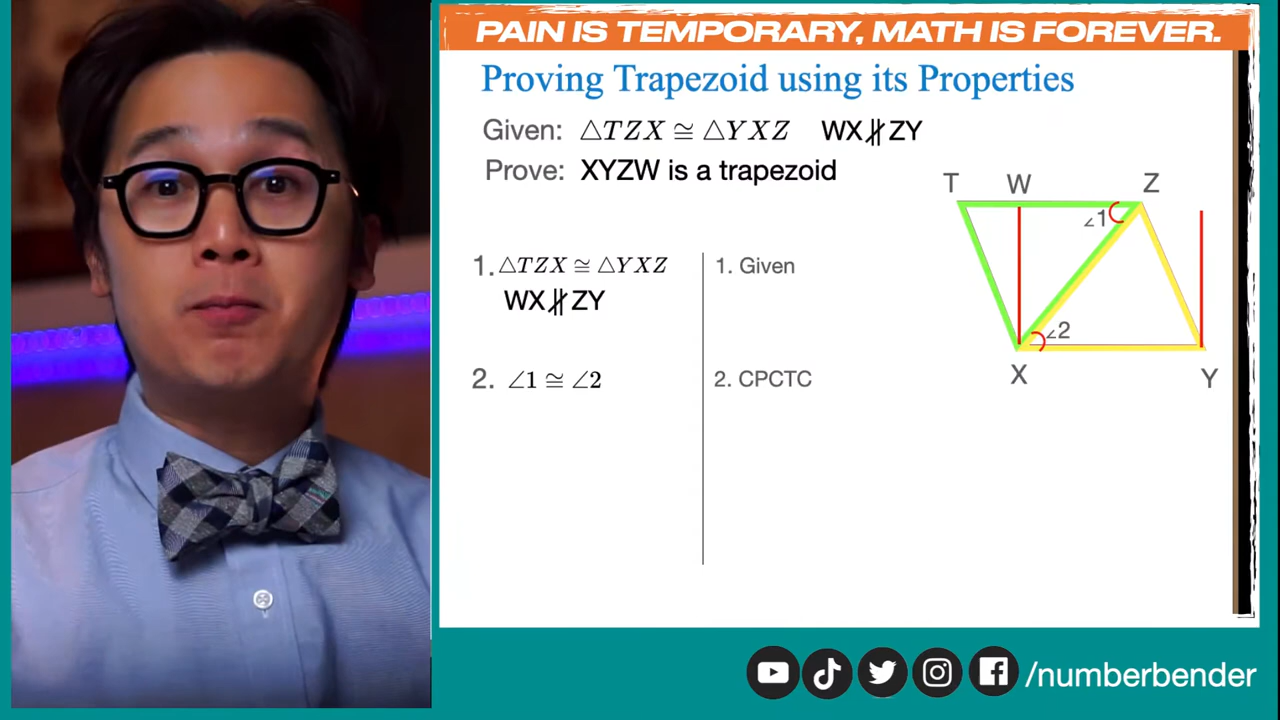 PAIN IS TEMPORARY, MATH IS FOREVER.
Proving Trapezoid using its Properties
Given: △TZX ≅ △YXZ WX ∦ ZY
Prove: XYZW is a trapezoid
T W Z
∠1
1. △TZX ≅ △YXZ 1. Given
WX ∦ ZY
∠2
X Y
2. ∠1 ≅ ∠2 2. CPCTC
/numberbender